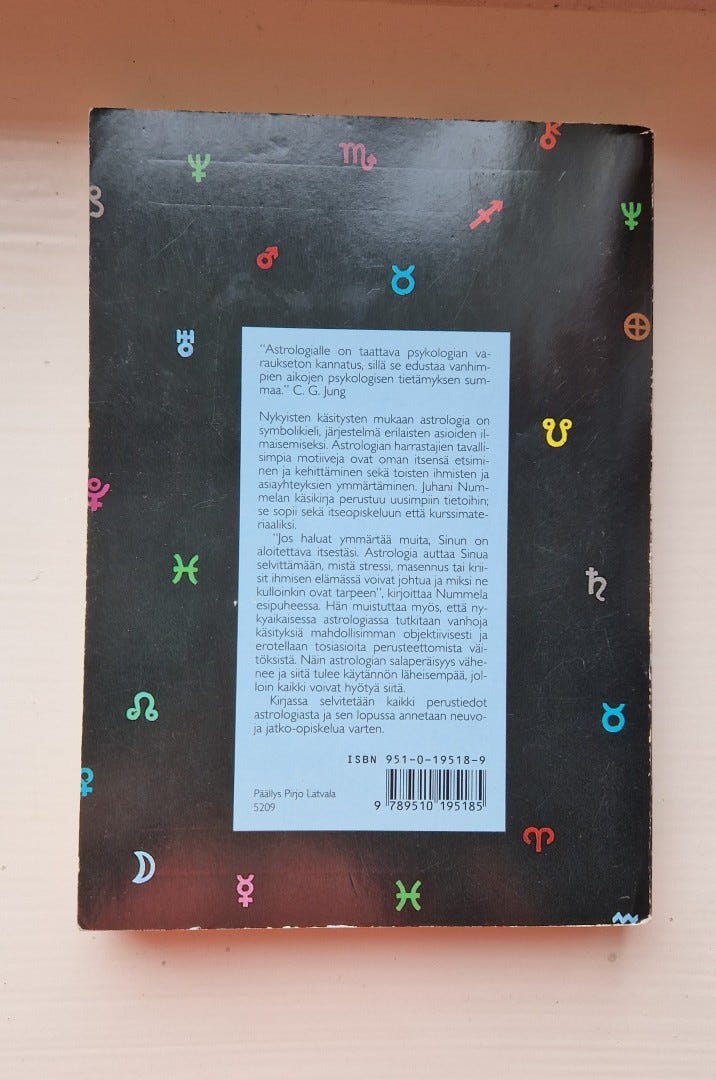 "Astrologialle on taattava psykologian va-
raukseton kannatus, sillä se edustaa vanhim-
pien aikojen psykologisen tietämyksen sum-
maa." C. G. Jung
Nykyisten käsitysten mukaan astrologia on
symbolikieli, järjestelmä erilaisten asioiden il-
maisemiseksi. Astrologian harrastajien tavalli-
simpia motiiveja ovat oman itsensä etsimi-
nen ja kehittäminen sekä toisten ihmisten ja
asiayhteyksien ymmärtäminen. Juhani Num-
melan käsikirja perustuu uusimpiin tietoihin;
se sopii sekä itseopiskeluun että kurssimate-
riaaliksi.
"Jos haluat ymmärtää muita, Sinun on
aloitettava itsestäsi. Astrologia auttaa Sinua
selvittämään, mistä stressi, masennus tai krii-
sit ihmisen elämässä voivat johtua ja miksi ne
kulloinkin ovat tarpeen", kirjoittaa Nummela
esipuheessa. Hän muistuttaa myös, että ny-
kyaikaisessa astrologiassa tutkitaan vanhoja
käsityksiä mahdollisimman objektiivisesti ja
erotellaan tosiasioita perusteettomista väi-
töksistä. Näin astrologian salaperäisyys vähe-
nee ja siitä tulee käytännön läheisempää, jol-
loin kaikki voivat hyötyä siitä.
Kirjassa selvitetään kaikki perustiedot
astrologiasta ja sen lopussa annetaan neuvo-
ja jatko-opiskelua varten.
ISBN 951-0-19518-9
Päällys Pirjo Latvala
5209
9 789510 195185